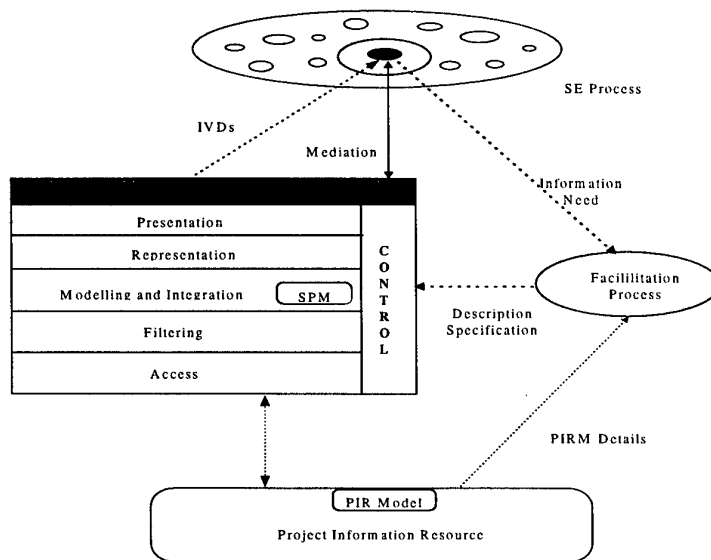 SE Process
IVDs
Mediation
Information
Need
Presentation
Representation
Modelling and Integration
SPM
Filtering
Access
CONTROL
Facililitation
Process
Description
Specification
PIRM Details
PIR Model
Project Information Resource